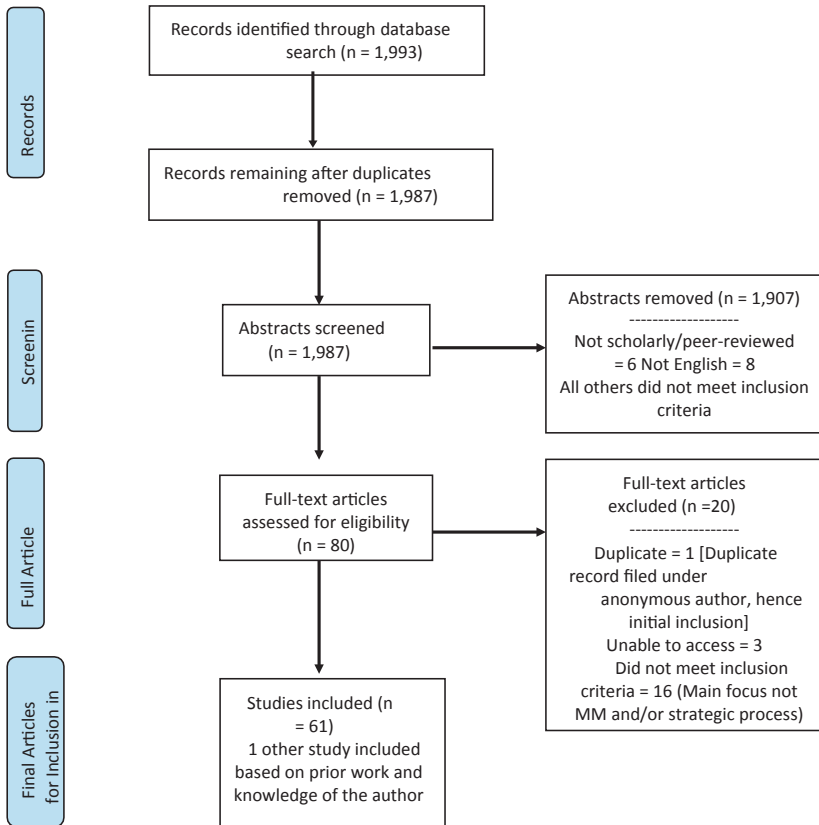 Records
Records identified through database
search (n = 1,993)
Records remaining after duplicates
removed (n = 1,987)
Screenin
Abstracts screened
(n = 1,987)
Abstracts removed (n = 1,907)
-------------------
Not scholarly/peer-reviewed
= 6 Not English = 8
All others did not meet inclusion
criteria
Full Article
Full-text articles
assessed for eligibility
(n = 80)
Full-text articles
excluded (n =20)
-------------------
Duplicate = 1 [Duplicate
record filed under
anonymous author, hence
initial inclusion]
Unable to access = 3
Did not meet inclusion
criteria = 16 (Main focus not
MM and/or strategic process)
Final Articles
for Inclusion in
Studies included (n
= 61)
1 other study included
based on prior work and
knowledge of the author